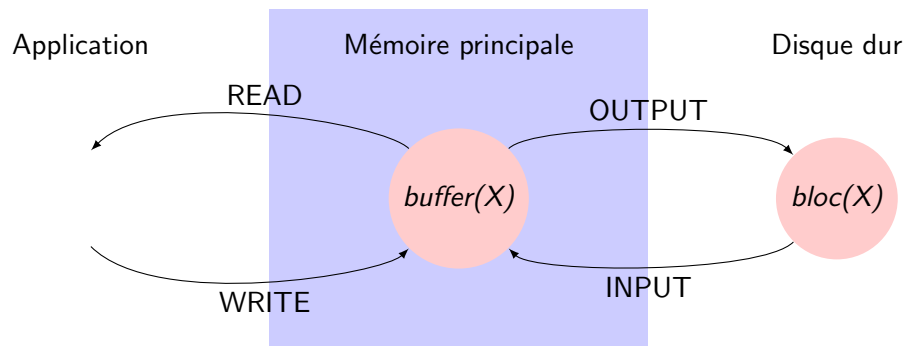 Application
Mémoire principale
Disque dur
READ
OUTPUT
buffer(X)
bloc(X)
WRITE
INPUT